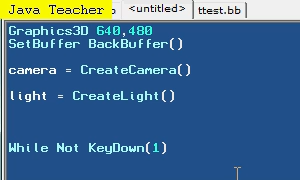 Java Teacher <untitled> ttest.bb
Graphics3D 640,480
SetBuffer BackBuffer()
camera = CreateCamera()
light = CreateLight()
While Not KeyDown(1)